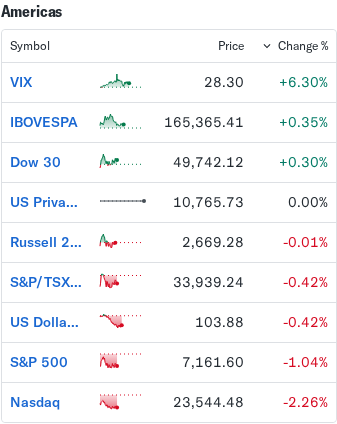 Americas
Symbol Price Change %
VIX 28.30 +6.30%
IBOVESPA 165,365.41 +0.35%
Dow 30 49,742.12 +0.30%
US Priva... 10,765.73 0.00%
Russell 2... 2,669.28 -0.01%
S&P/TSX... 33,939.24 -0.42%
US Dolla... 103.88 -0.42%
S&P 500 7,161.60 -1.04%
Nasdaq 23,544.48 -2.26%